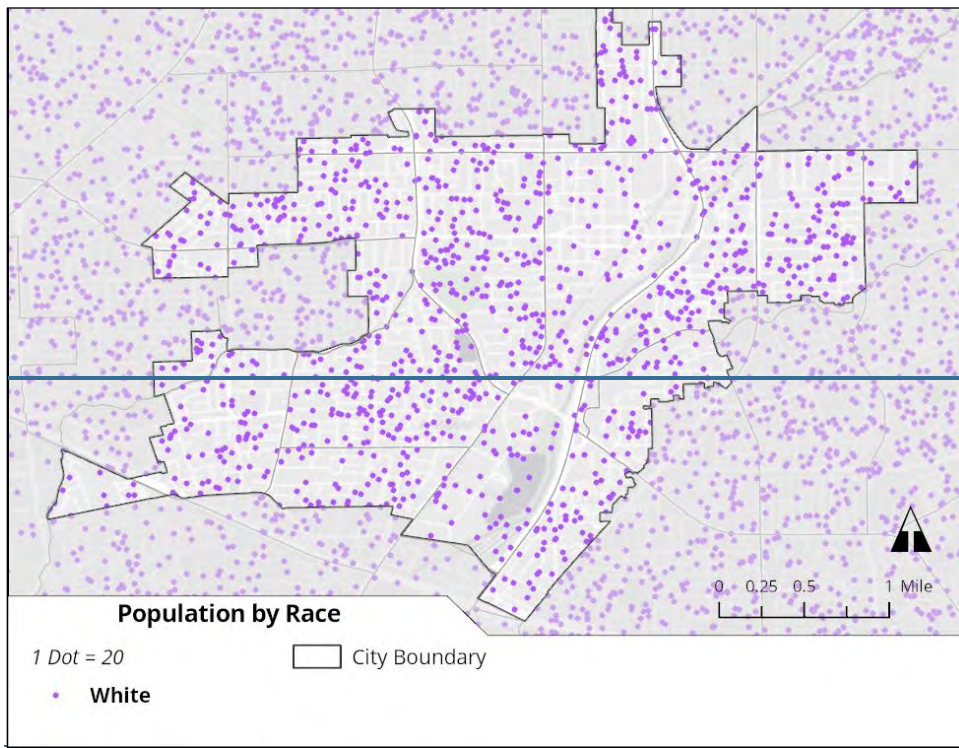 0 0.25 0.5 1 Mile
Population by Race
1 Dot = 20
City Boundary
White